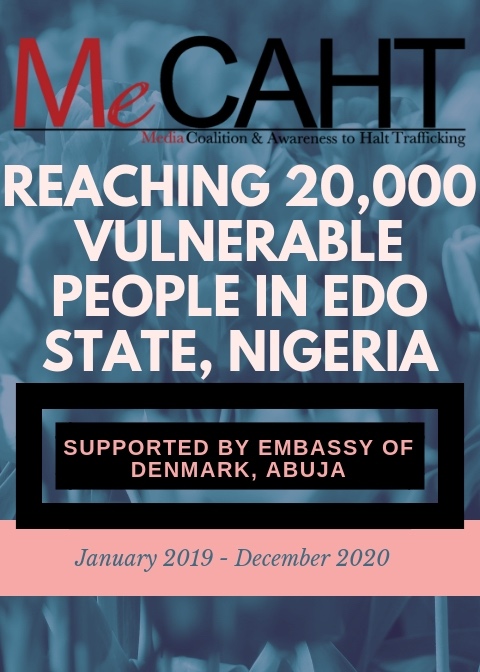 MeCAHT
Media Coalition & Awareness to Halt Trafficking
REACHING 20,000
VULNERABLE
PEOPLE IN EDO
STATE, NIGERIA
SUPPORTED BY EMBASSY OF
DENMARK, ABUJA
January 2019 - December 2020